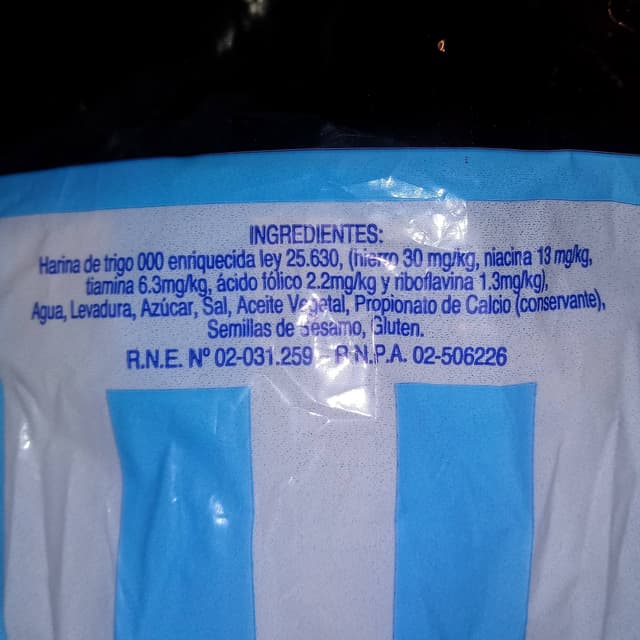 INGREDIENTES:
Harina de trigo 000 enriquecida ley 25.630, (hierro 30 mg/kg, niacina 13 mg/kg,
tiamina 6.3mg/kg, ácido fólico 2.2mg/kg y riboflavina 1.3mg/kg),
Agua, Levadura, Azúcar, Sal, Aceite Vegetal, Propionato de Calcio (conservante),
Semillas de Sesamo, Gluten.
R.N.E. Nº 02-031.259 R.N.P.A. 02-506226